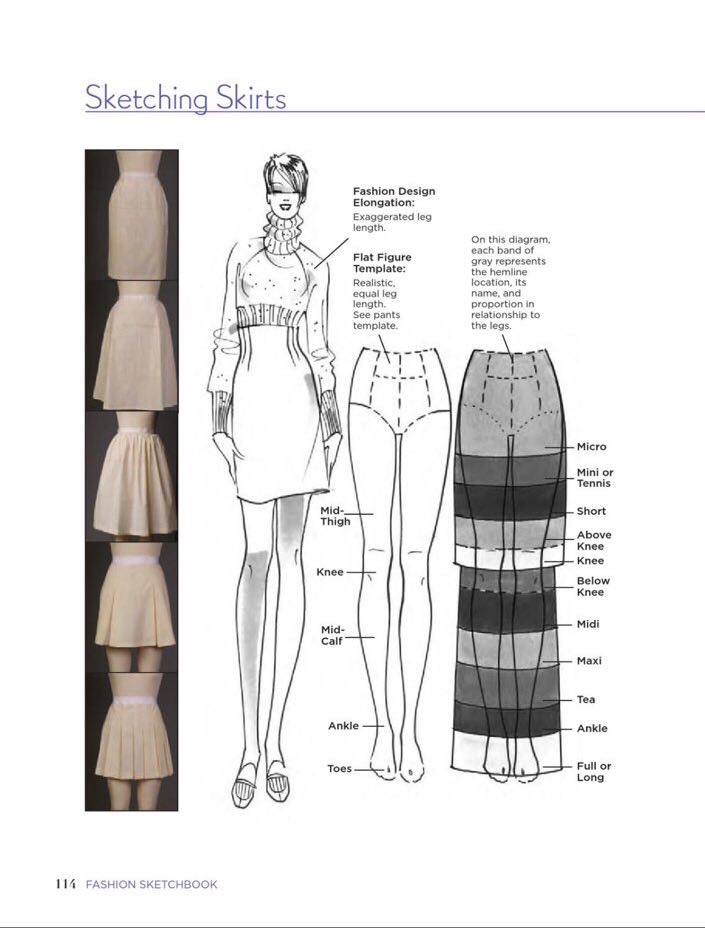 Sketching Skirts
Fashion Design
Elongation:
Exaggerated leg
length.
Flat Figure
Template:
Realistic,
equal leg
length.
See pants
template.
On this diagram,
each band of
gray represents
the hemline
location, its
name, and
proportion in
relationship to
the legs.
Mid-
Thigh
Knee
Mid-
Calf
Ankle
Toes
Micro
Mini or
Tennis
Short
Above
Knee
Knee
Below
Knee
Midi
Maxi
Tea
Ankle
Full or
Long
114 FASHION SKETCHBOOK